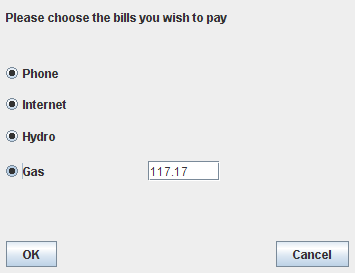 Please choose the bills you wish to pay
Phone
Internet
Hydro
Gas 117.17
OK Cancel